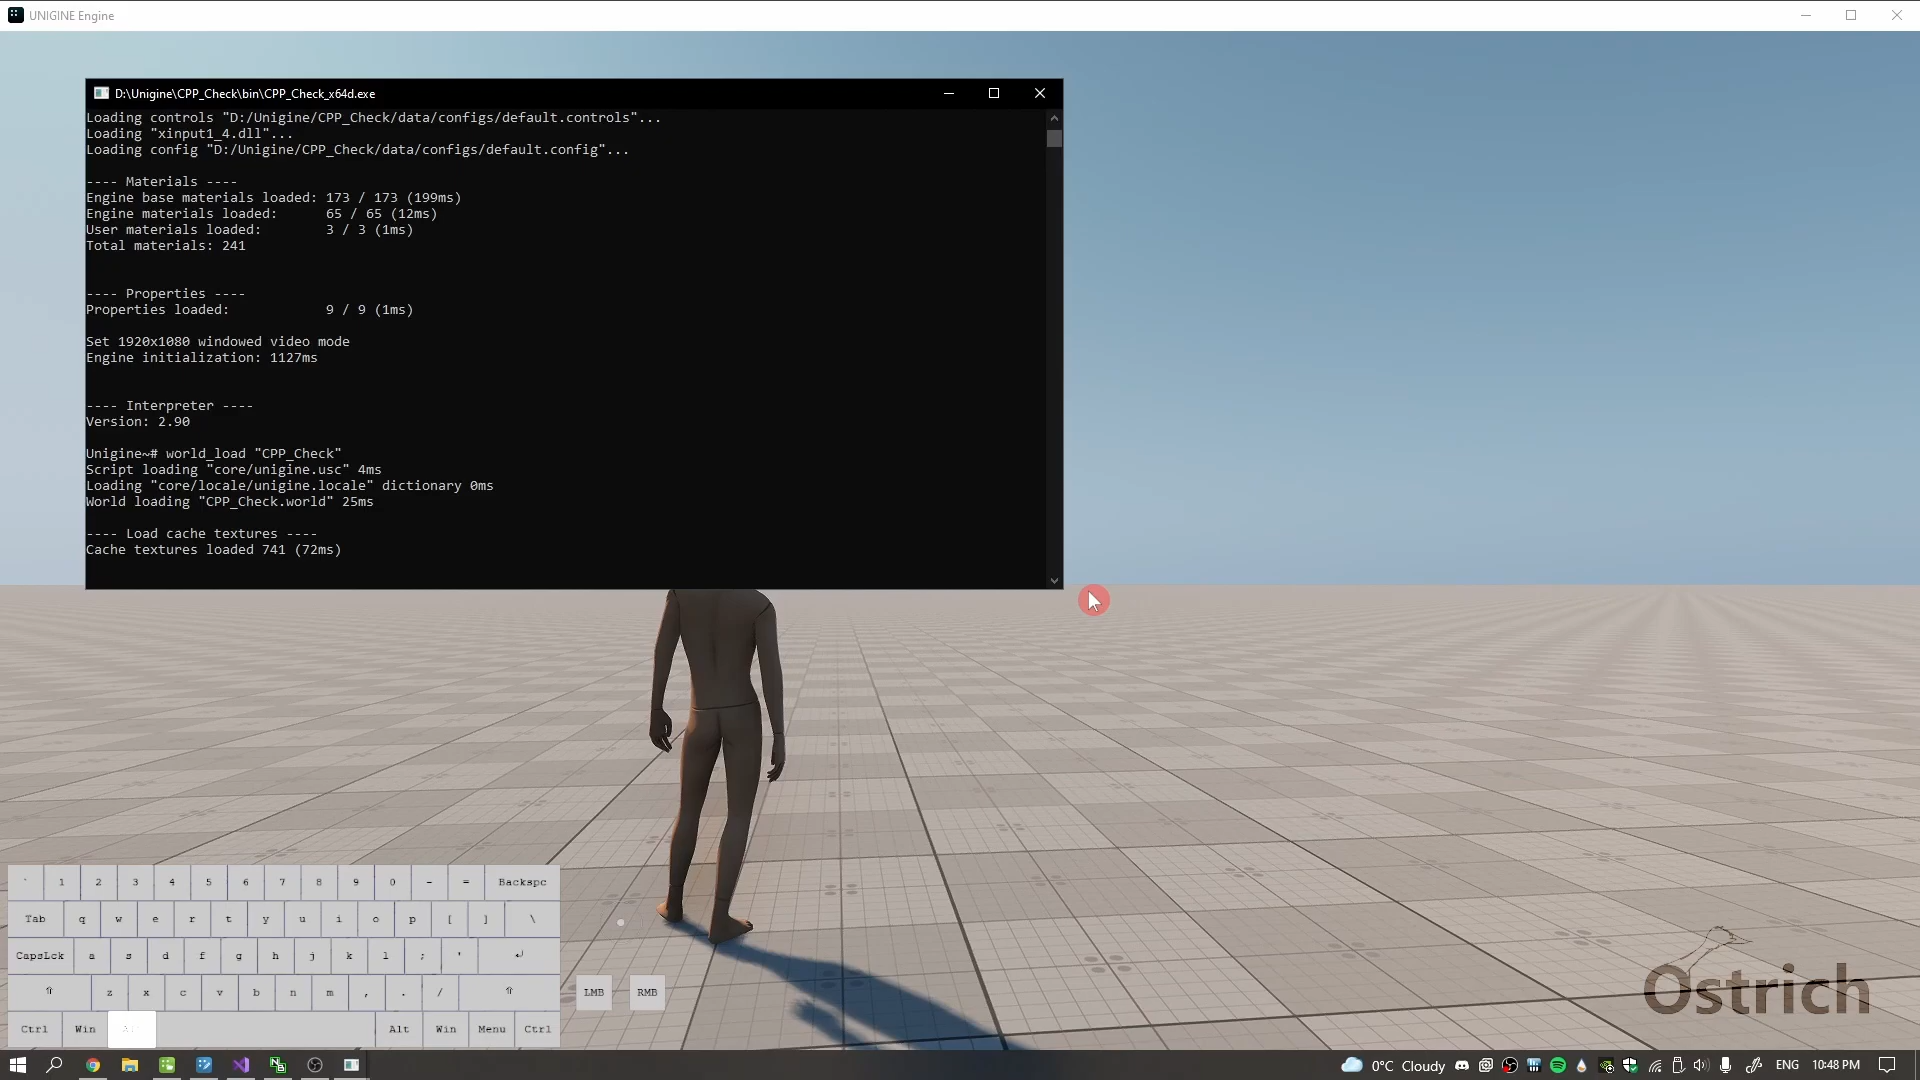 UNIGINE Engine
D:\Unigine\CPP_Check\bin\CPP_Check_x64d.exe
Loading controls "D:/Unigine/CPP_Check/data/configs/default.controls"...
Loading "xinput1_4.dll"...
Loading config "D:/Unigine/CPP_Check/data/configs/default.config"...
---- Materials ----
Engine base materials loaded: 173 / 173 (199ms)
Engine materials loaded: 65 / 65 (12ms)
User materials loaded: 3 / 3 (1ms)
Total materials: 241
---- Properties ----
Properties loaded: 9 / 9 (1ms)
Set 1920x1080 windowed video mode
Engine initialization: 1127ms
---- Interpreter ----
Version: 2.90
Unigine~# world_load "CPP_Check"
Script loading "core/unigine.usc" 4ms
Loading "core/locale/unigine.locale" dictionary 0ms
World loading "CPP_Check.world" 25ms
---- Load cache textures ----
Cache textures loaded 741 (72ms)
` 1 2 3 4 5 6 7 8 9 0 - = Backspc
Tab q w e r t y u i o p [ ] \
CapsLck a s d f g h j k l ; '
z x c v b n m , . /
LMB RMB
Ctrl Win Alt Win Menu Ctrl
Ostrich
0°C Cloudy ENG 10:48 PM